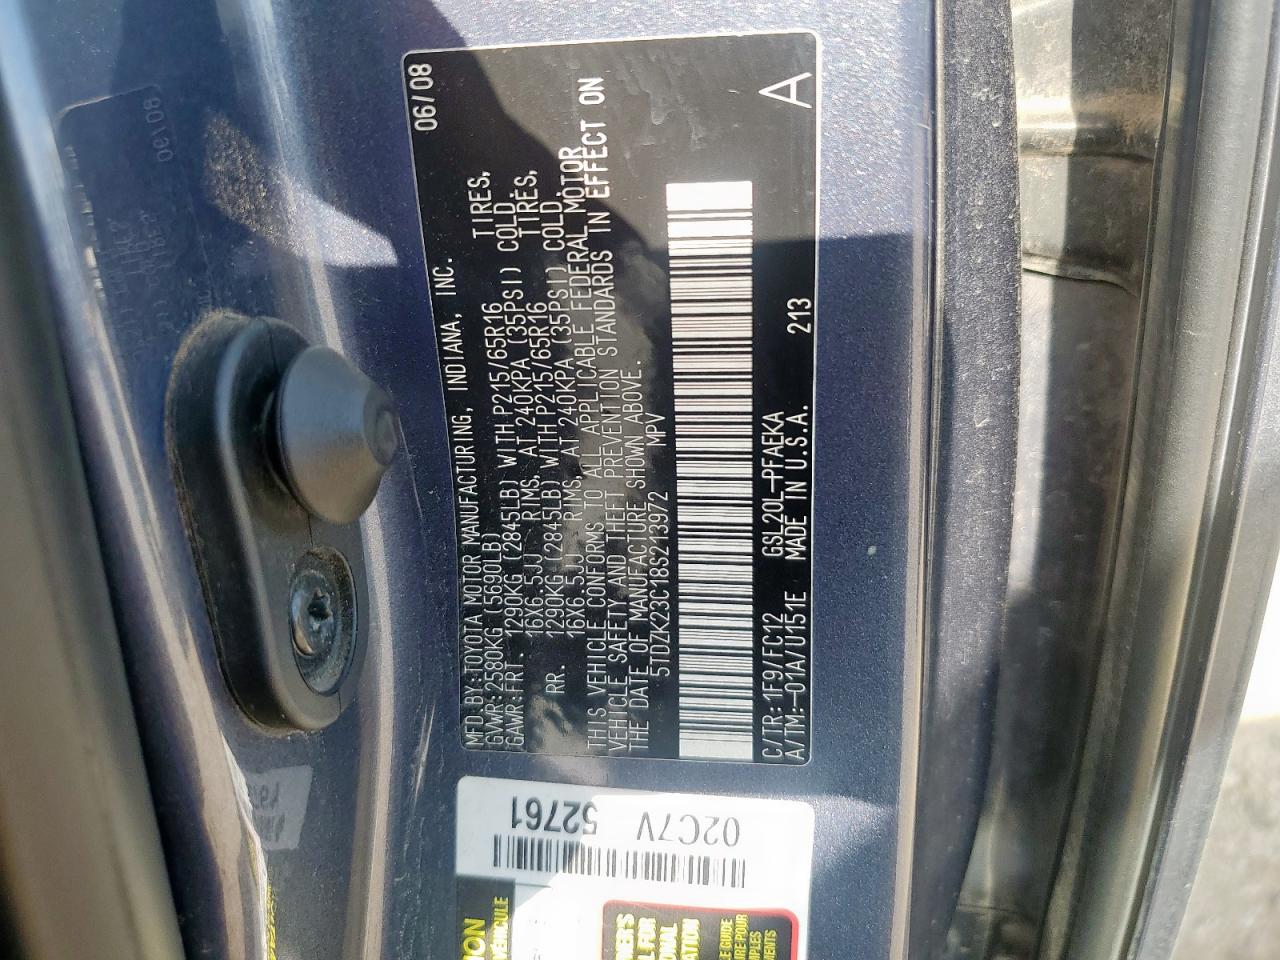 MFD.BY:TOYOTA MOTOR MANUFACTURING, INDIANA, INC. 06/08
GVWR:2580KG (5690LB)
GAWR:FRT. 1290KG (2845LB) WITH P215/65R16 TIRES,
16X6.5JJ RIMS, AT 240KPA (35PSI) COLD.
RR. 1290KG (2845LB) WITH P215/65R16 TIRES,
16X6.5JJ RIMS, AT 240KPA (35PSI) COLD.
THIS VEHICLE CONFORMS TO ALL APPLICABLE FEDERAL MOTOR
VEHICLE SAFETY AND THEFT PREVENTION STANDARDS IN EFFECT ON
THE DATE OF MANUFACTURE SHOWN ABOVE.
5TDZK23C18S213972 MPV
C/TR:1F9/FC12 GSL20L-PFAEKA
A/TM:-01A/U151E MADE IN U.S.A. 213 A
52761
02C7V